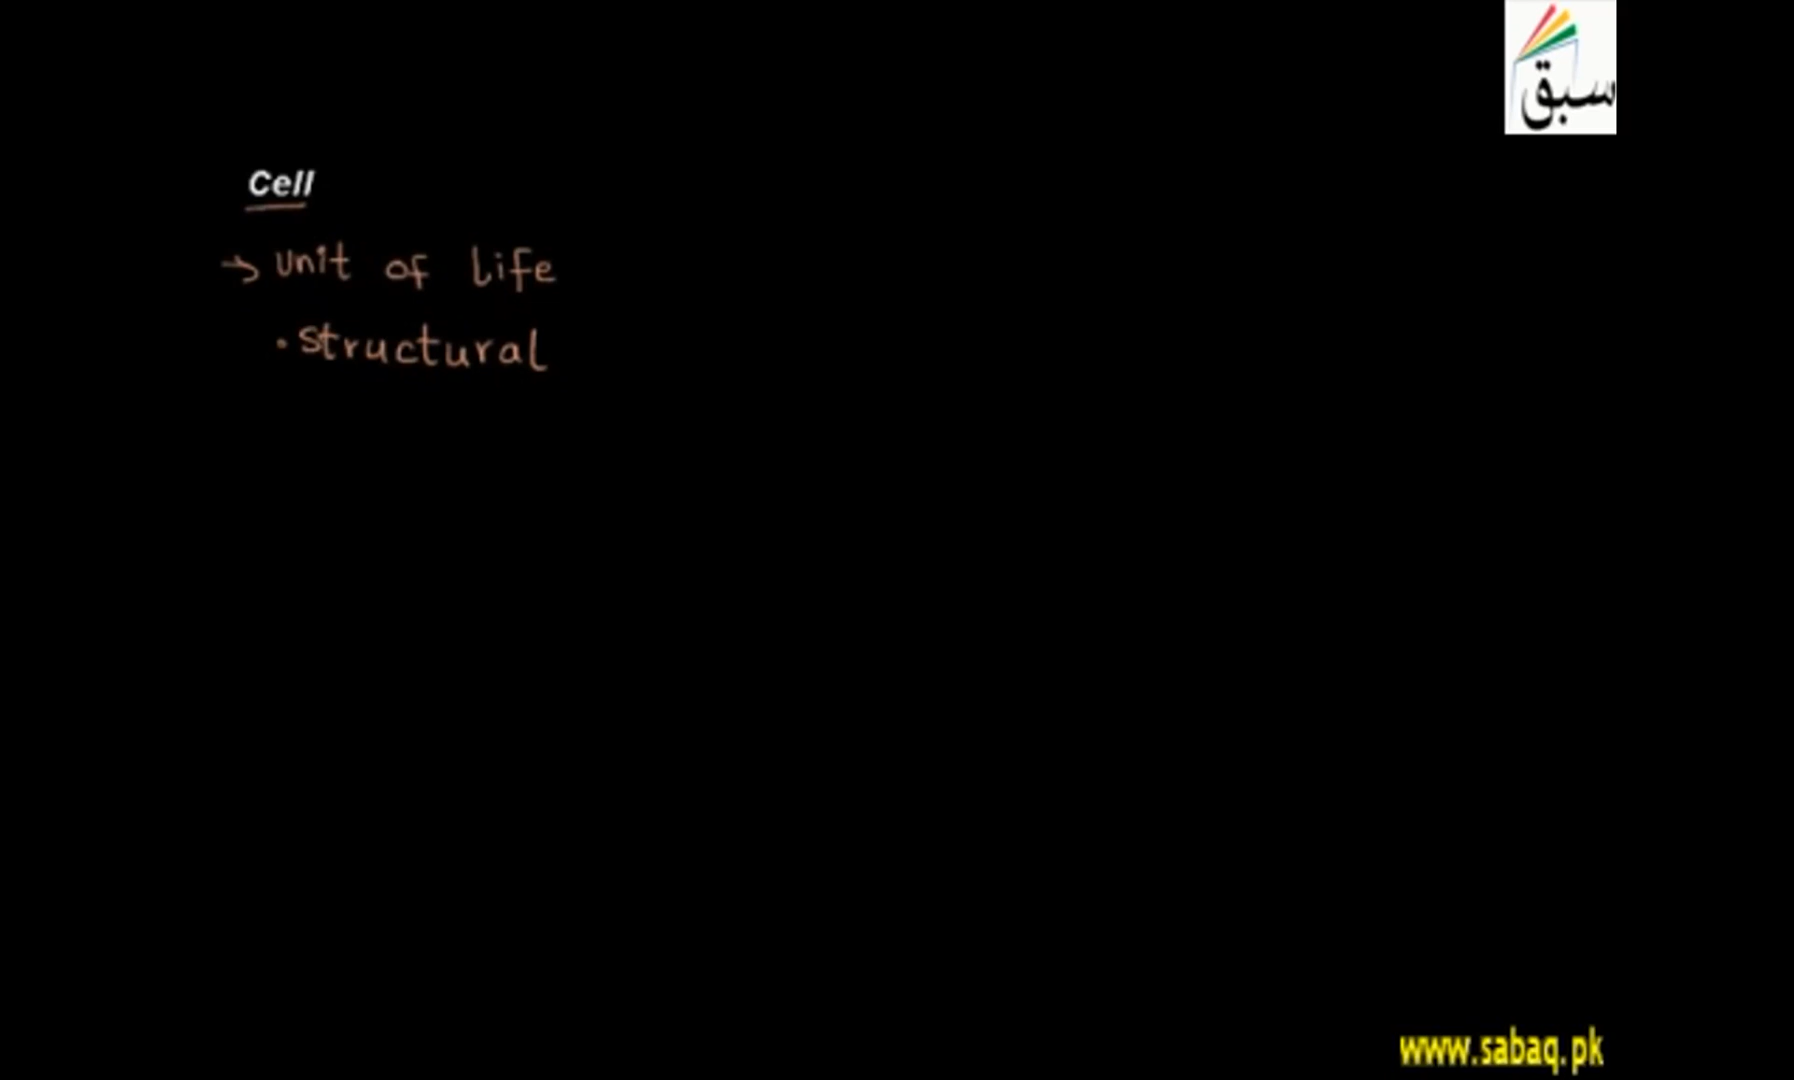 سبق
Cell
→ unit of life
• structural
www.sabaq.pk